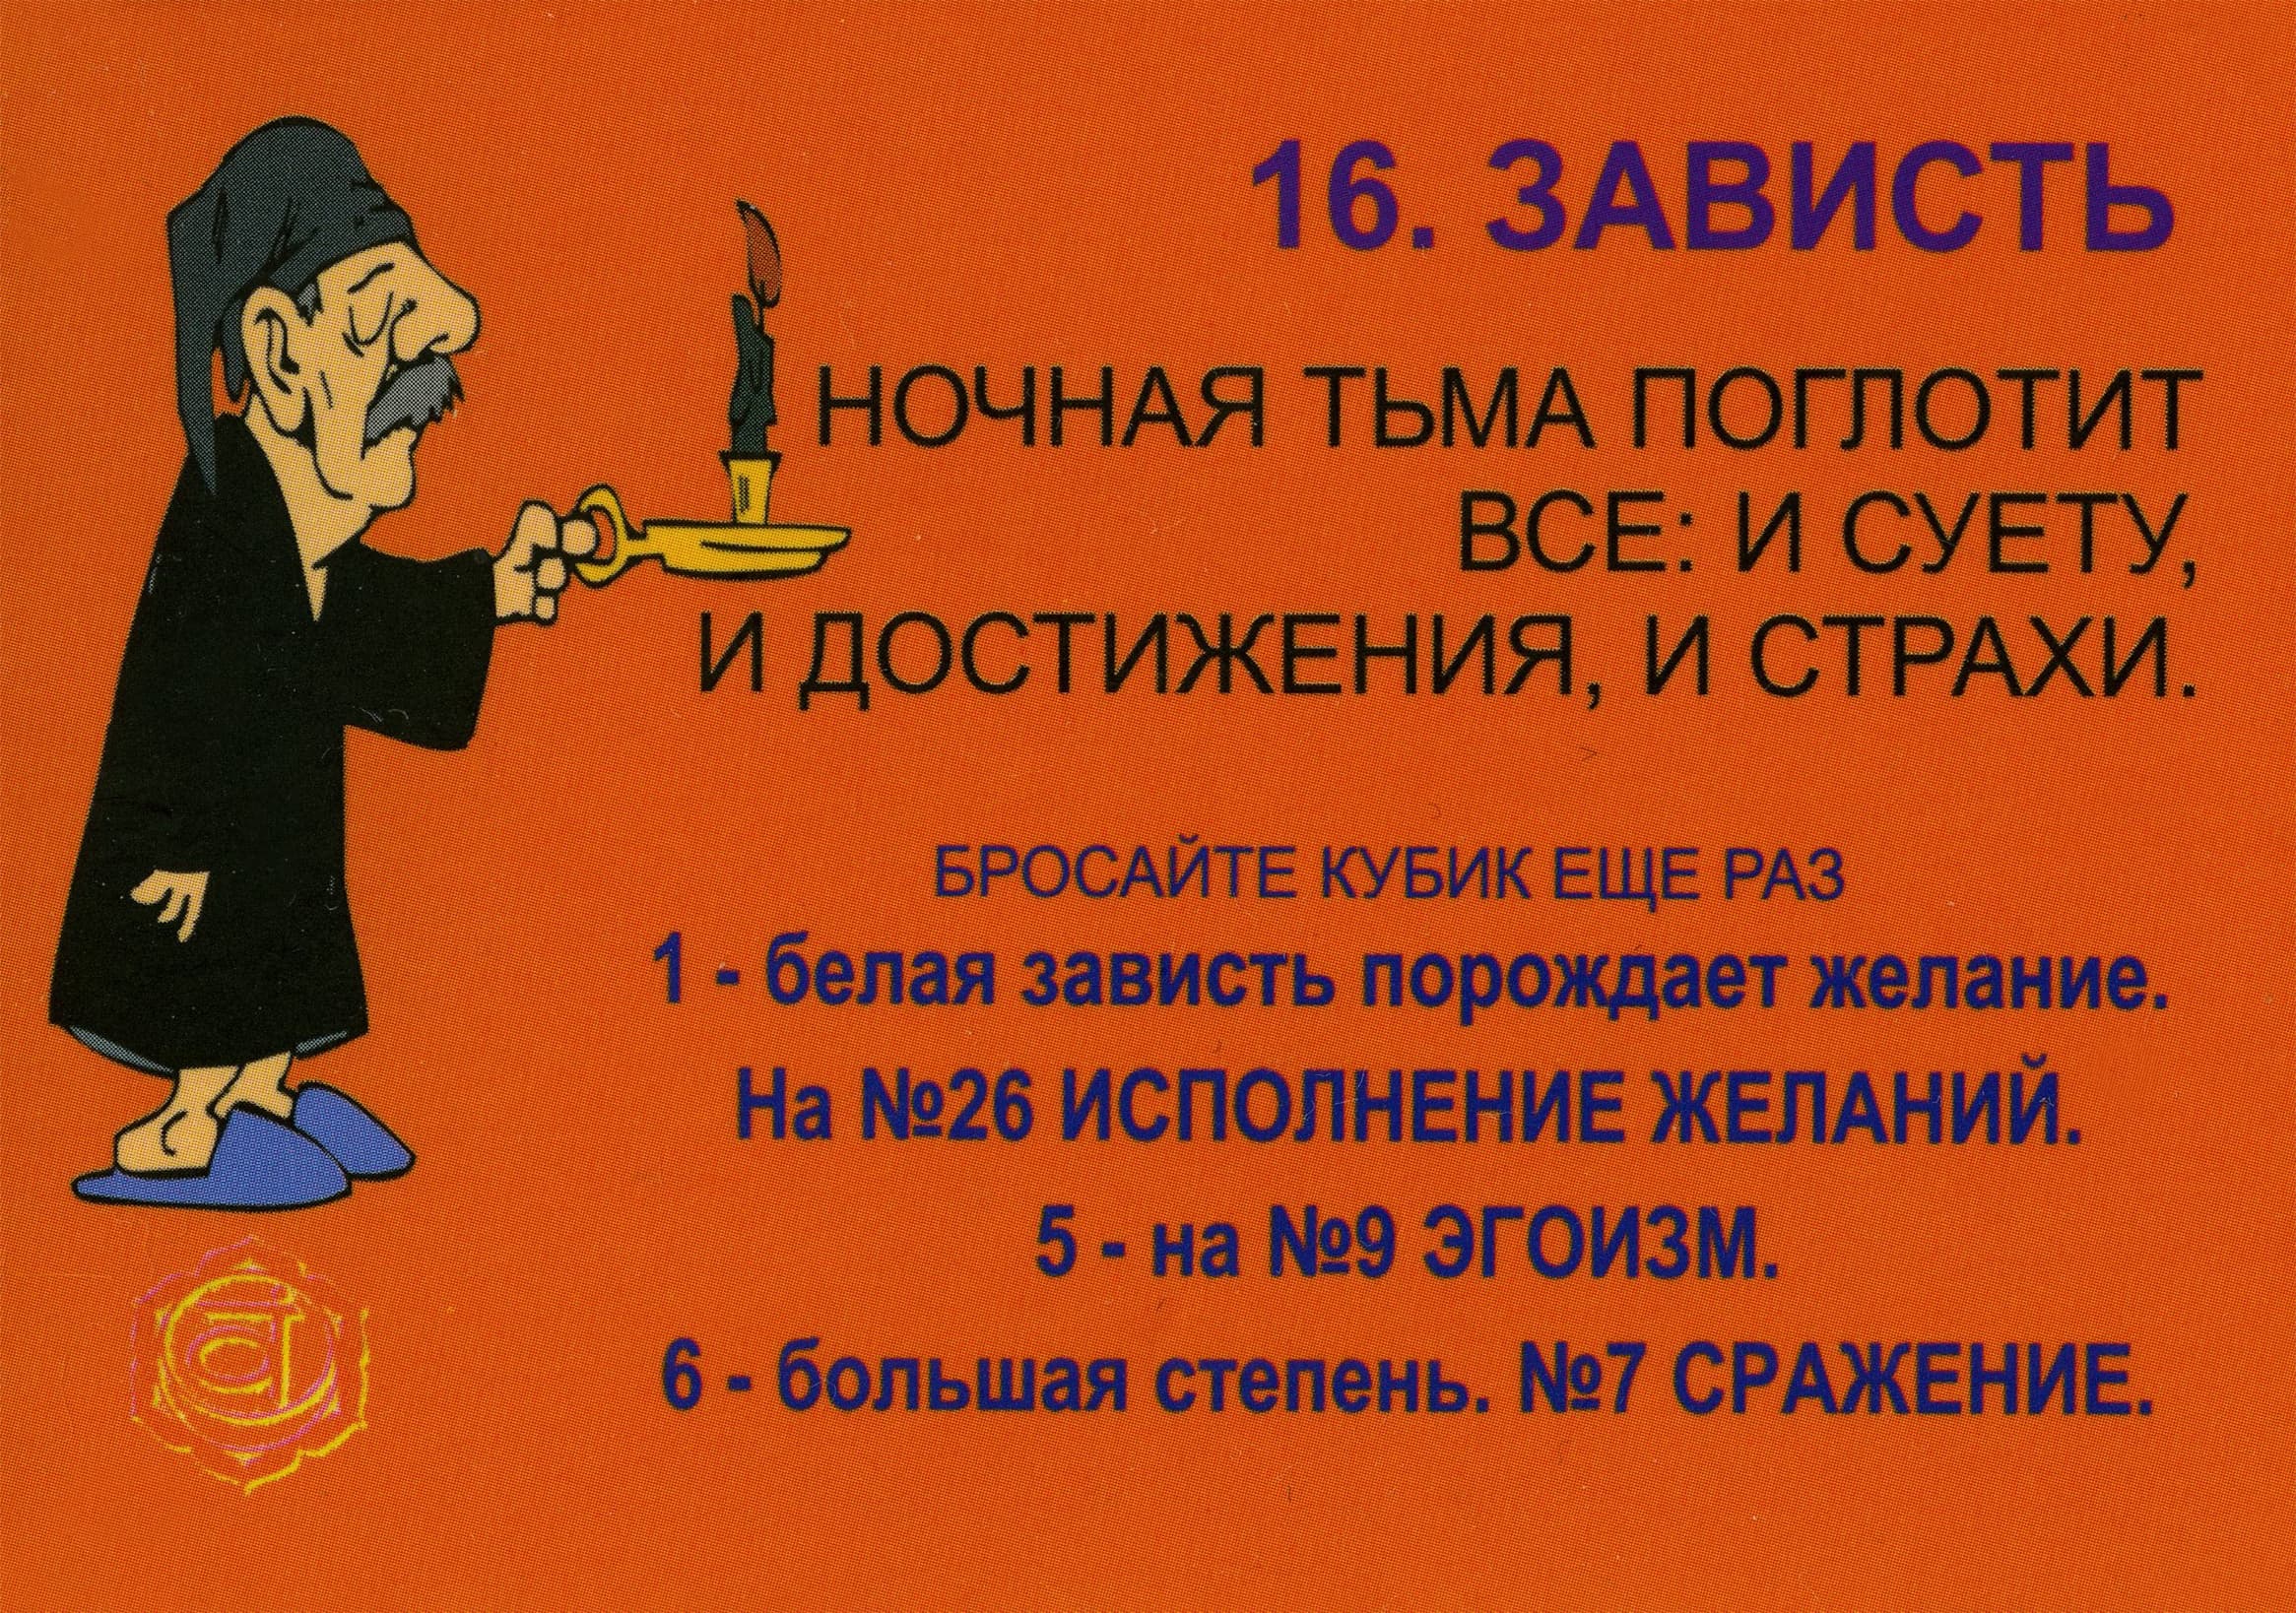 16. ЗАВИСТЬ
НОЧНАЯ ТЬМА ПОГЛОТИТ
ВСЕ: И СУЕТУ,
И ДОСТИЖЕНИЯ, И СТРАХИ.
БРОСАЙТЕ КУБИК ЕЩЕ РАЗ
1 - белая зависть порождает желание.
На №26 ИСПОЛНЕНИЕ ЖЕЛАНИЙ.
5 - на №9 ЭГОИЗМ.
6 - большая степень. №7 СРАЖЕНИЕ.